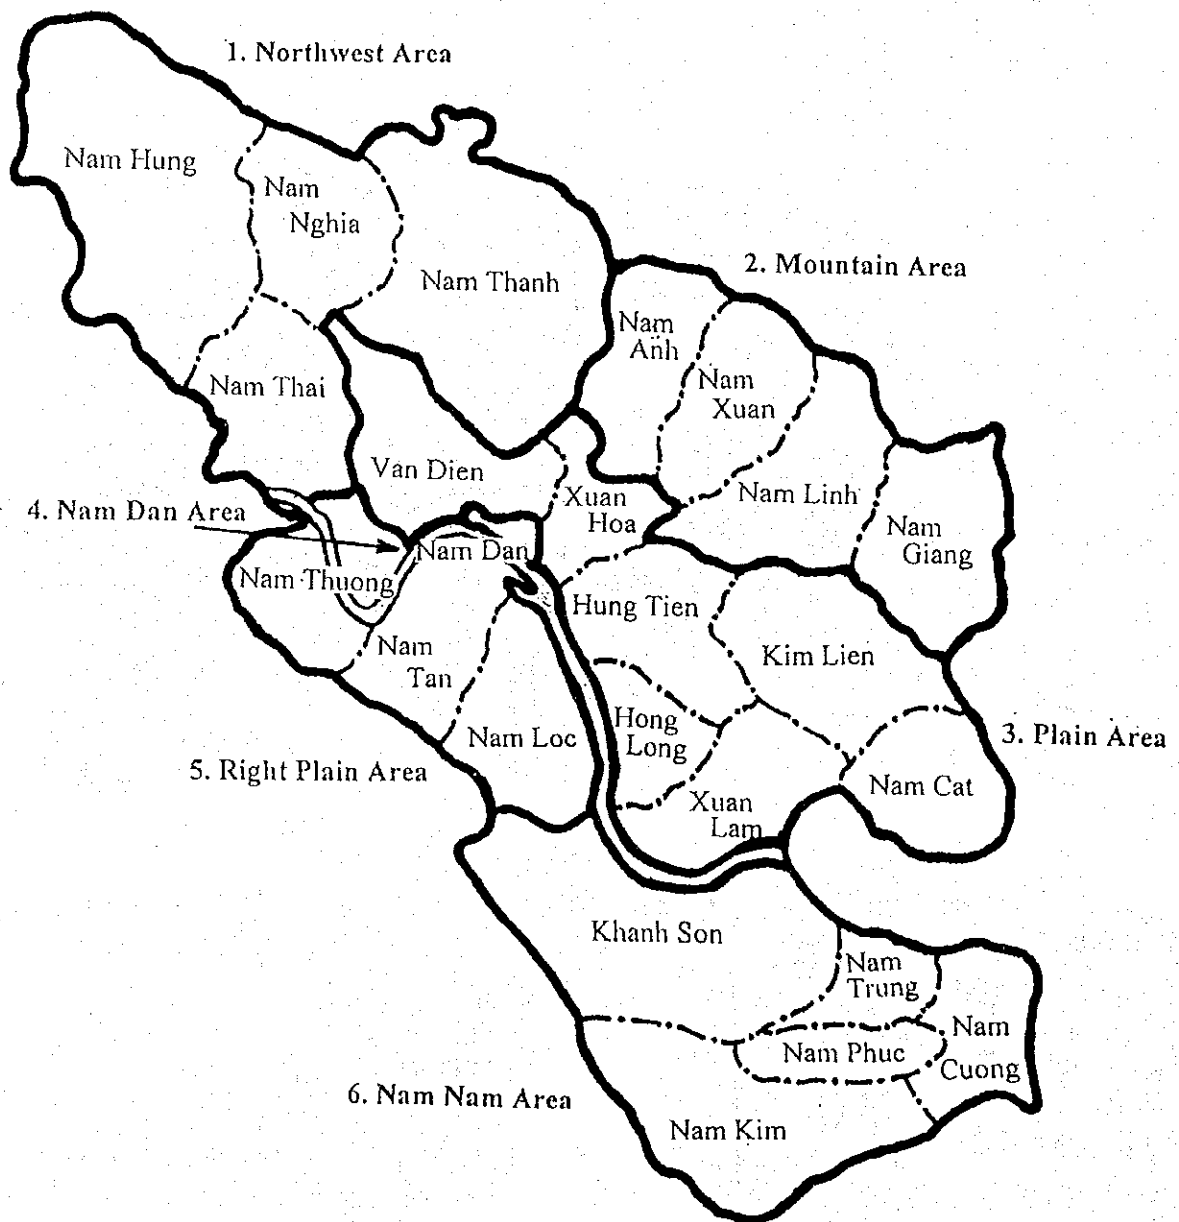 1. Northwest Area
Nam Hung
Nam
Nghia
Nam Thanh
2. Mountain Area
Nam
Anh
Nam
Xuan
Nam Thai
Van Dien
Xuan
Hoa
Nam Linh
Nam
Giang
4. Nam Dan Area
Nam Dan
Nam Thuong
Hung Tien
Nam
Tan
Kim Lien
Hong
Long
Nam Loc
3. Plain Area
5. Right Plain Area
Nam Cat
Xuan
Lam
Khanh Son
Nam
Trung
Nam
Cuong
Nam Phuc
6. Nam Nam Area
Nam Kim